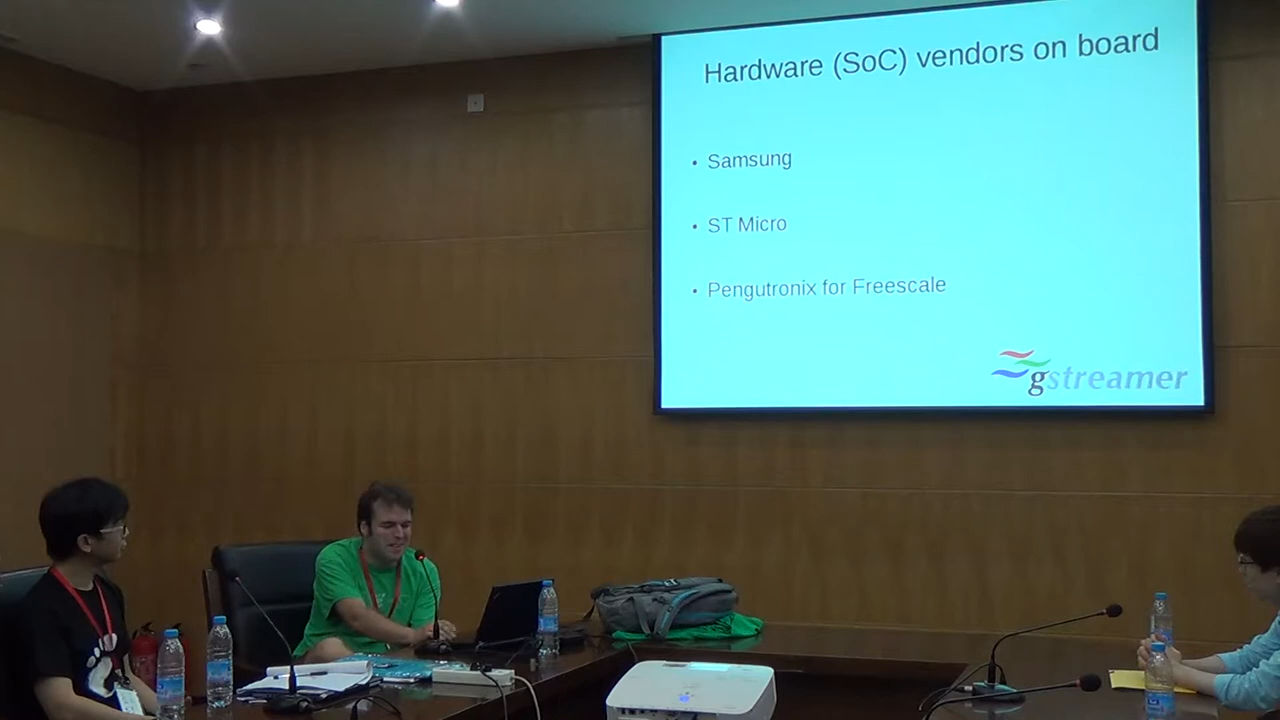 Hardware (SoC) vendors on board
• Samsung
• ST Micro
• Pengutronix for Freescale
gstreamer